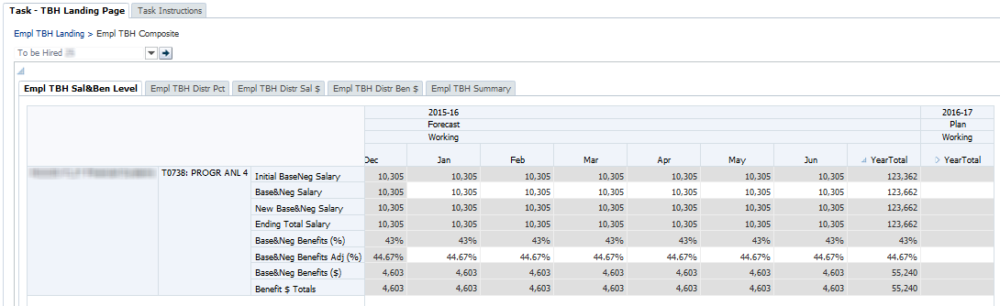 Task - TBH Landing Page Task Instructions
Empl TBH Landing > Empl TBH Composite
To be Hired
Empl TBH Sal&Ben Level Empl TBH Distr Pct Empl TBH Distr Sal $ Empl TBH Distr Ben $ Empl TBH Summary
2015-16 2016-17
Forecast Plan
Working Working
Dec Jan Feb Mar Apr May Jun YearTotal YearTotal
T0738: PROGR ANL 4 Initial BaseNeg Salary 10,305 10,305 10,305 10,305 10,305 10,305 10,305 123,362
Base&Neg Salary 10,305 10,305 10,305 10,305 10,305 10,305 10,305 123,662
New Base&Neg Salary 10,305 10,305 10,305 10,305 10,305 10,305 10,305 123,662
Ending Total Salary 10,305 10,305 10,305 10,305 10,305 10,305 10,305 123,662
Base&Neg Benefits (%) 43% 43% 43% 43% 43% 43% 43% 43%
Base&Neg Benefits Adj (%) 44.67% 44.67% 44.67% 44.67% 44.67% 44.67% 44.67% 44.67%
Base&Neg Benefits ($) 4,603 4,603 4,603 4,603 4,603 4,603 4,603 55,240
Benefit $ Totals 4,603 4,603 4,603 4,603 4,603 4,603 4,603 55,240